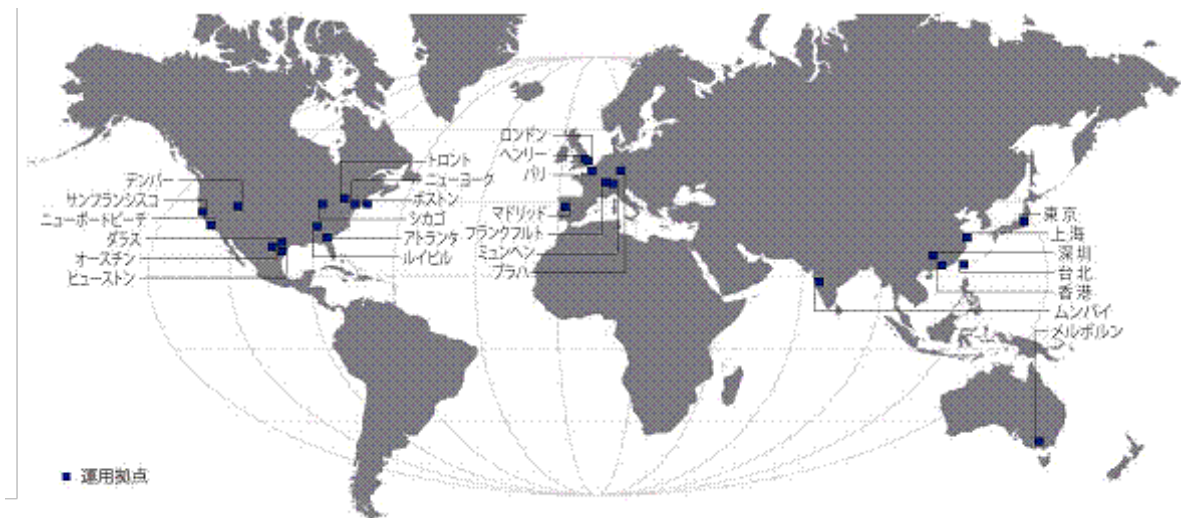 デンバー
サンフランシスコ
ニューポートビーチ
ダラス
オースチン
ヒューストン
トロント
ニューヨーク
ボストン
シカゴ
アトランタ
ルイビル
ロンドン
ヘンリー
パリ
マドリッド
フランクフルト
ミュンヘン
プラハ
東京
上海
深圳
台北
香港
ムンバイ
メルボルン
運用拠点